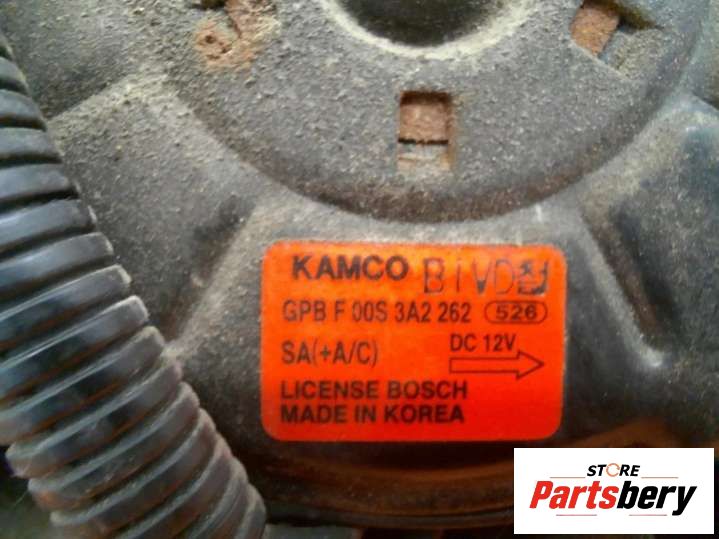 KAMCO
GPB F 00S 3A2 262 526
SA(+A/C) DC 12V
LICENSE BOSCH
MADE IN KOREA
STORE
Partsbery